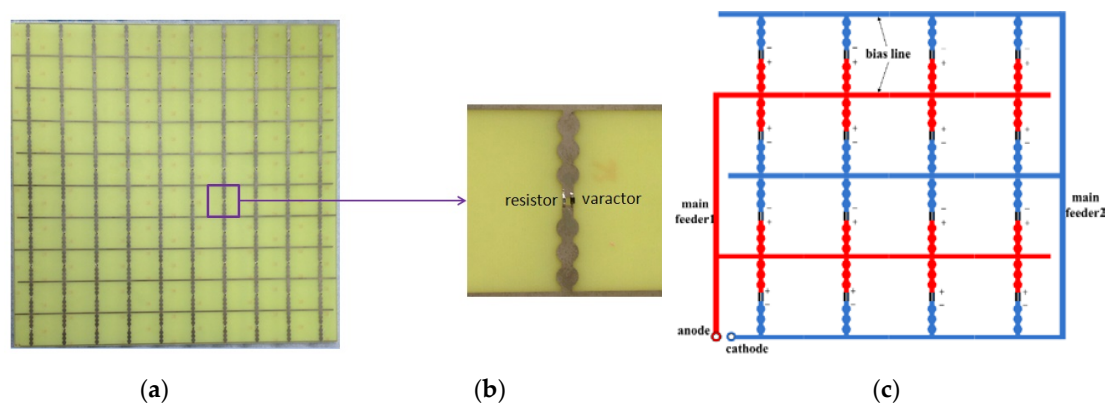 resistor
varactor
bias line
−
+
−
+
−
+
−
+
+
−
+
−
+
−
+
−
main
feeder1
main
feeder2
−
+
−
+
−
+
−
+
+
−
+
−
+
−
+
−
anode
cathode
(a)
(b)
(c)